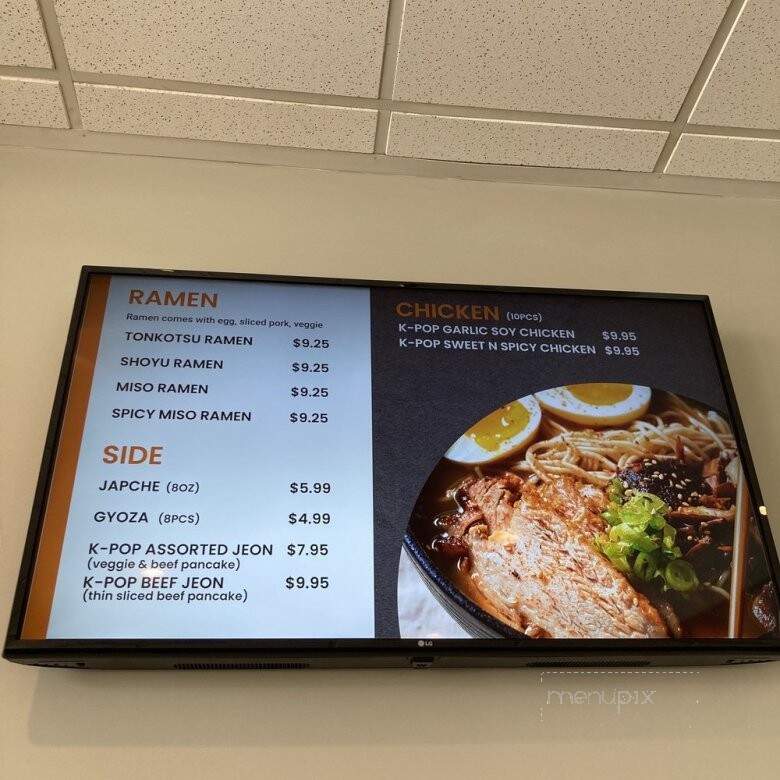 RAMEN
Ramen comes with egg, sliced pork, veggie
TONKOTSU RAMEN $9.25
SHOYU RAMEN $9.25
MISO RAMEN $9.25
SPICY MISO RAMEN $9.25
SIDE
JAPCHE (8OZ) $5.99
GYOZA (8PCS) $4.99
K-POP ASSORTED JEON $7.95
(veggie & beef pancake)
K-POP BEEF JEON $9.95
(thin sliced beef pancake)
CHICKEN (10PCS)
K-POP GARLIC SOY CHICKEN $9.95
K-POP SWEET N SPICY CHICKEN $9.95
LG
menupix